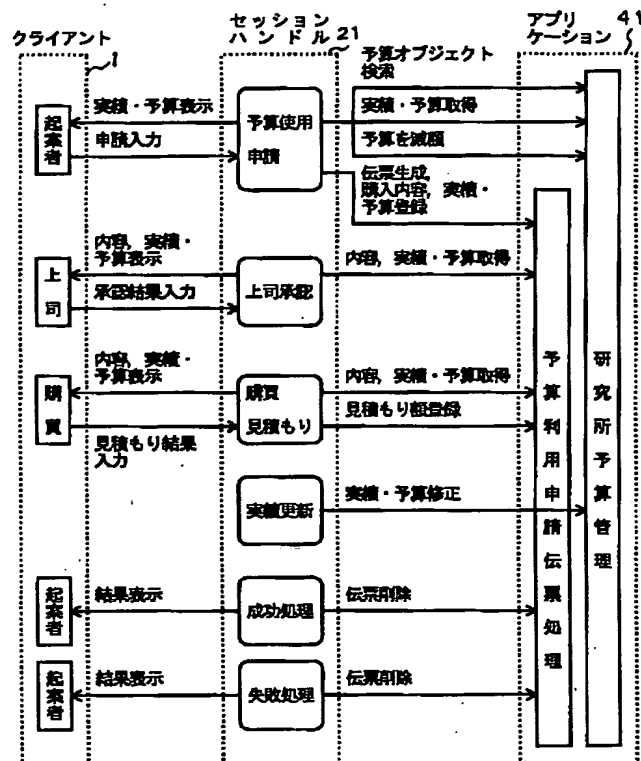 クライアント
1
セッション
ハンドル
21
アプリ
ケーション
41
予算オブジェクト
検索
起案者
実績・予算表示
申請入力
予算使用
申請
実績・予算取得
予算を減額
伝票生成,
購入内容, 実績・
予算登録
上司
内容, 実績・
予算表示
承認結果入力
上司承認
内容, 実績・予算取得
購買
内容, 実績・
予算表示
見積もり結果
入力
購買
見積もり
内容, 実績・予算取得
見積もり額登録
実績更新
実績・予算修正
起案者
結果表示
成功処理
伝票削除
起案者
結果表示
失敗処理
伝票削除
予算利用申請伝票処理
研究所予算管理